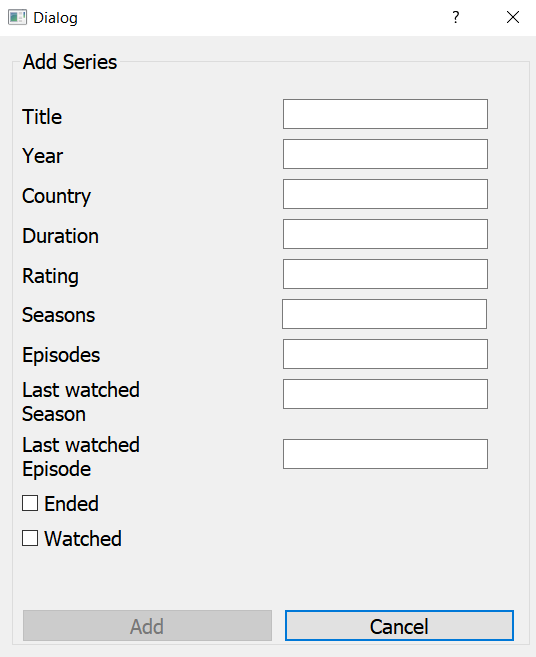 Dialog
?
Add Series
Title
Year
Country
Duration
Rating
Seasons
Episodes
Last watched
Season
Last watched
Episode
Ended
Watched
Add Cancel